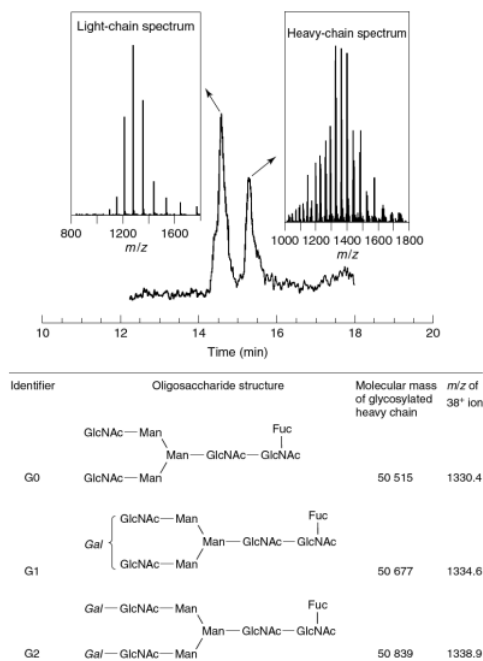 Light-chain spectrum
Heavy-chain spectrum
800 1200 1600
m/z
1000 1200 1400 1600 1800
m/z
10 12 14 16 18 20
Time (min)
Identifier Oligosaccharide structure Molecular mass of glycosylated heavy chain m/z of 38+ ion
Fuc
GlcNAc — Man
Man — GlcNAc — GlcNAc
G0 GlcNAc — Man 50 515 1330.4
GlcNAc — Man Fuc
Gal Man — GlcNAc — GlcNAc
GlcNAc — Man
G1 50 677 1334.6
Gal — GlcNAc — Man Fuc
Man — GlcNAc — GlcNAc
G2 Gal — GlcNAc — Man 50 839 1338.9